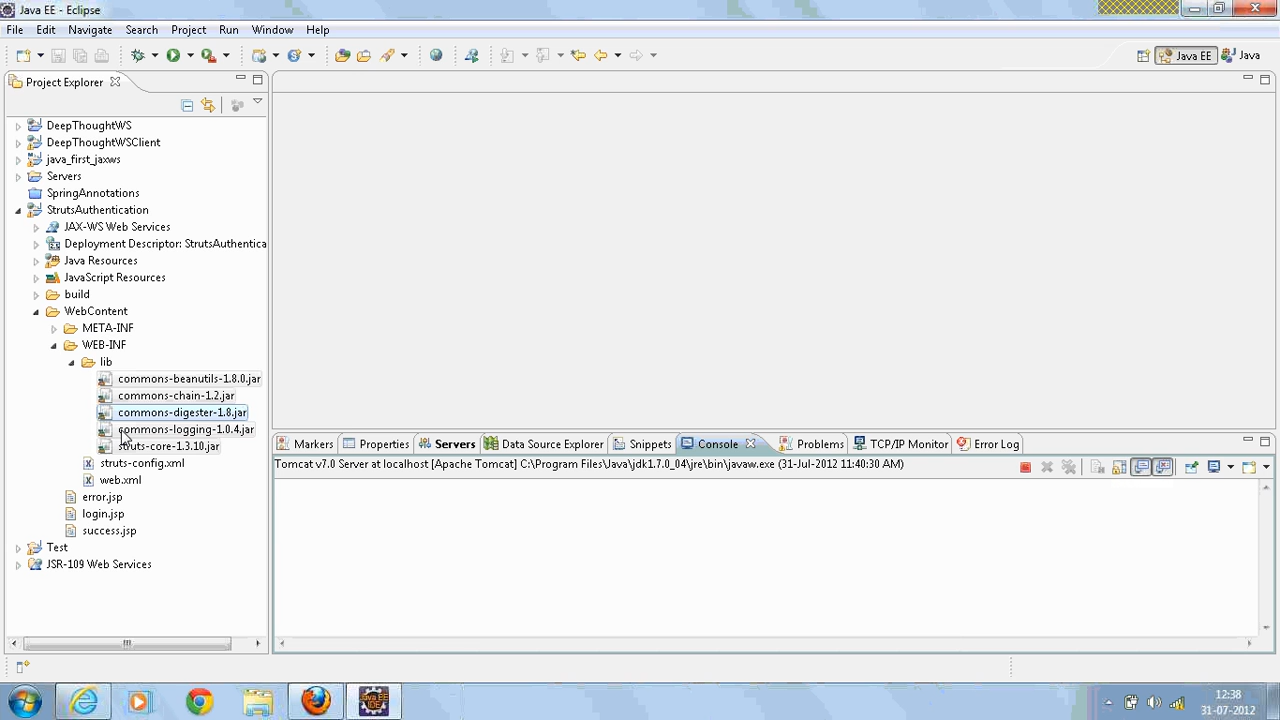 Java EE - Eclipse
File Edit Navigate Search Project Run Window Help
Java EE Java
Project Explorer
DeepThoughtWS
DeepThoughtWSClient
java_first_jaxws
Servers
SpringAnnotations
StrutsAuthentication
JAX-WS Web Services
Deployment Descriptor: StrutsAuthentica
Java Resources
JavaScript Resources
build
WebContent
META-INF
WEB-INF
lib
commons-beanutils-1.8.0.jar
commons-chain-1.2.jar
commons-digester-1.8.jar
commons-logging-1.0.4.jar
struts-core-1.3.10.jar
struts-config.xml
web.xml
error.jsp
login.jsp
success.jsp
Test
JSR-109 Web Services
Markers Properties Servers Data Source Explorer Snippets Console Problems TCP/IP Monitor Error Log
Tomcat v7.0 Server at localhost [Apache Tomcat] C:\Program Files\Java\jdk1.7.0_04\jre\bin\javaw.exe (31-Jul-2012 11:40:30 AM)
Java EE
IDE
12:38
31-07-2012